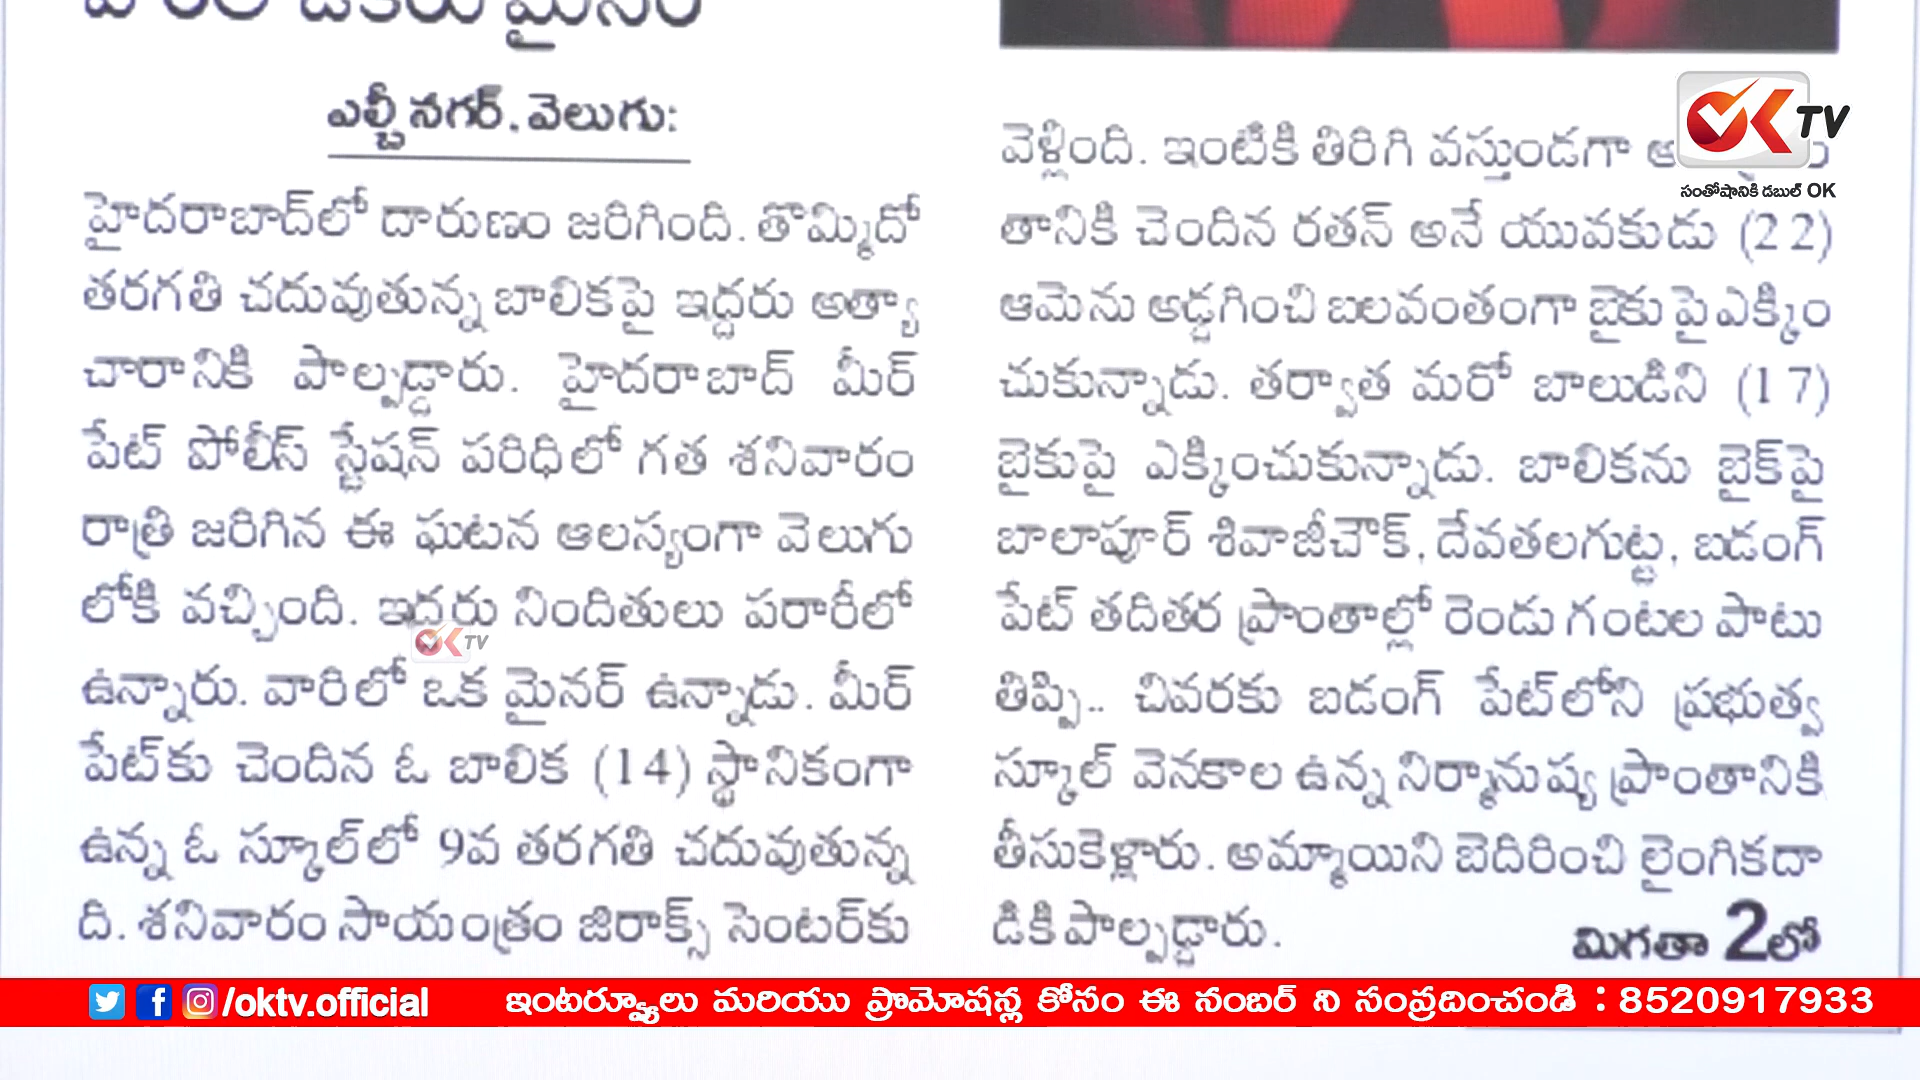 ఎల్బీనగర్, వెలుగు:
హైదరాబాద్‌లో దారుణం జరిగింది. తొమ్మిదో
తరగతి చదువుతున్న బాలికపై ఇద్దరు అత్యా
చారానికి పాల్పడ్డారు. హైదరాబాద్ మీర్
పేట్ పోలీస్ స్టేషన్ పరిధిలో గత శనివారం
రాత్రి జరిగిన ఈ ఘటన ఆలస్యంగా వెలుగు
లోకి వచ్చింది. ఇద్దరు నిందితులు పరారీలో
ఉన్నారు. వారిలో ఒక మైనర్ ఉన్నాడు. మీర్
పేట్‌కు చెందిన ఓ బాలిక (14) స్థానికంగా
ఉన్న ఓ స్కూల్‌లో 9వ తరగతి చదువుతున్న
ది. శనివారం సాయంత్రం జిరాక్స్ సెంటర్‌కు
వెళ్లింది. ఇంటికి తిరిగి వస్తుండగా
తానికి చెందిన రతన్ అనే యువకుడు (22)
ఆమెను అడ్డగించి బలవంతంగా బైకు పై ఎక్కిం
చుకున్నాడు. తర్వాత మరో బాలుడిని (17)
బైకుపై ఎక్కించుకున్నాడు. బాలికను బైక్‌పై
బాలాపూర్ శివాజీచౌక్, దేవతలగుట్ట, బడంగ్
పేట్ తదితర ప్రాంతాల్లో రెండు గంటల పాటు
తిప్పి.. చివరకు బడంగ్ పేట్‌లోని ప్రభుత్వ
స్కూల్ వెనకాల ఉన్న నిర్మానుష్య ప్రాంతానికి
తీసుకెళ్లారు. అమ్మాయిని బెదిరించి లైంగికదా
డికి పాల్పడ్డారు.
మిగతా 2లో
OK TV
సంతోషానికి డబుల్ OK
OK TV
/oktv.official
ఇంటర్వ్యూలు మరియు ప్రొమోషన్ల కోసం ఈ నంబర్ ని సంప్రదించండి : 8520917933